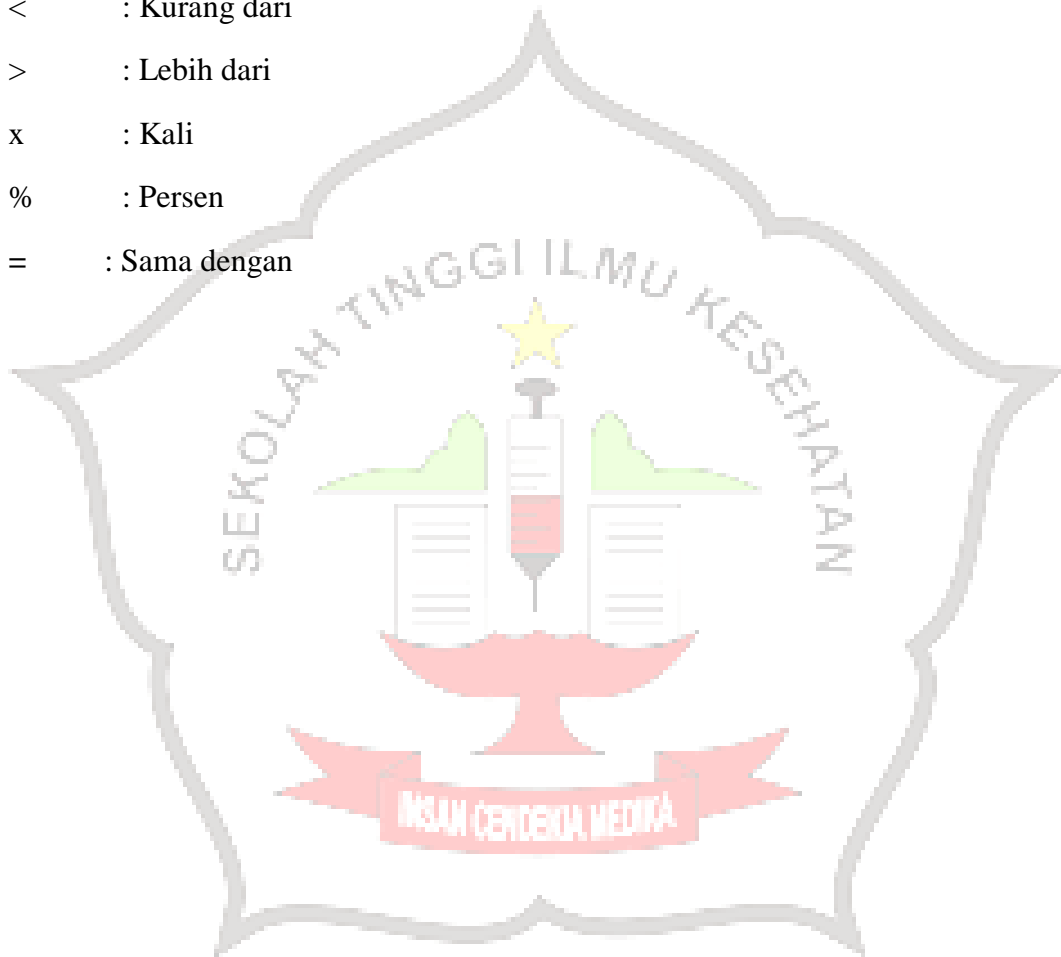 < : Kurang dari
> : Lebih dari
x : Kali
% : Persen
= : Sama dengan
SEKOLAH TINGGI ILMU KESEHATAN
INSAN CENDEKIA MEDIKA